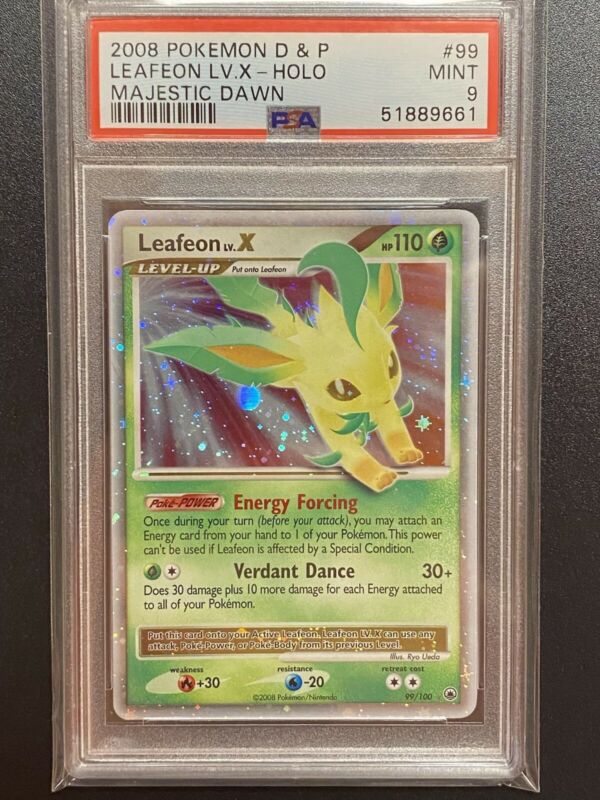 2008 POKEMON D & P #99
LEAFEON LV.X – HOLO MINT
MAJESTIC DAWN 9
PSA 51889661
Leafeon LV.X HP110
LEVEL-UP Put onto Leafeon
Poké-POWER Energy Forcing
Once during your turn (before your attack), you may attach an
Energy card from your hand to 1 of your Pokémon. This power
can't be used if Leafeon is affected by a Special Condition.
Verdant Dance 30+
Does 30 damage plus 10 more damage for each Energy attached
to all of your Pokémon.
Put this card onto your Active Leafeon. Leafeon LV.X can use any
attack, Poké-Power, or Poké-Body from its previous Level.
Illus. Ryo Ueda
weakness resistance retreat cost
+30 -20
©2008 Pokémon/Nintendo 99/100